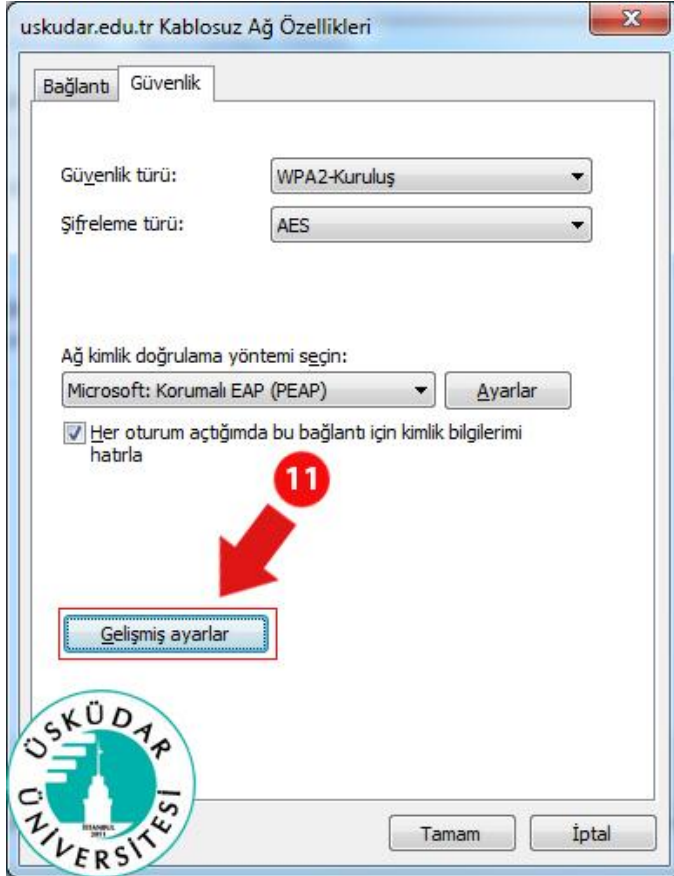 uskudar.edu.tr Kablosuz Ağ Özellikleri
Bağlantı Güvenlik
Güvenlik türü: WPA2-Kuruluş
Şifreleme türü: AES
Ağ kimlik doğrulama yöntemi seçin:
Microsoft: Korumalı EAP (PEAP) Ayarlar
Her oturum açtığımda bu bağlantı için kimlik bilgilerimi
hatırla
11
Gelişmiş ayarlar
ÜSKÜDAR
ÜNİVERSİTESİ
İSTANBUL
2011
Tamam İptal